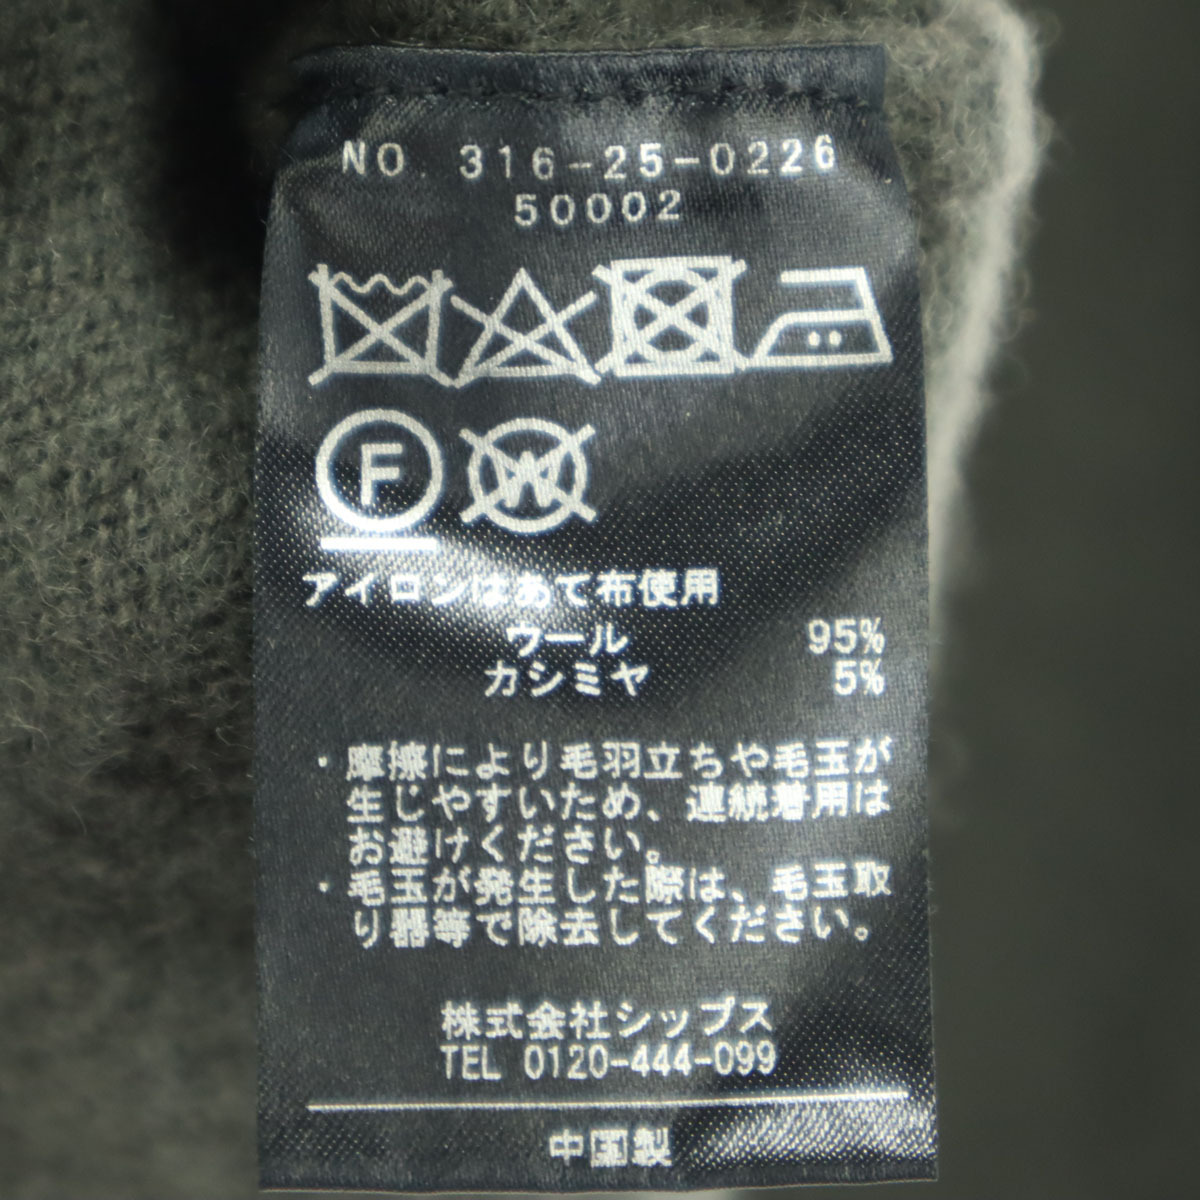 NO. 316-25-0226
50002
F
W
アイロンはあて布使用
ウール 95%
カシミヤ 5%
・摩擦により毛羽立ちや毛玉が
生じやすいため、連続着用は
お避けください。
・毛玉が発生した際は、毛玉取
り器等で除去してください。
株式会社シップス
TEL 0120-444-099
中国製